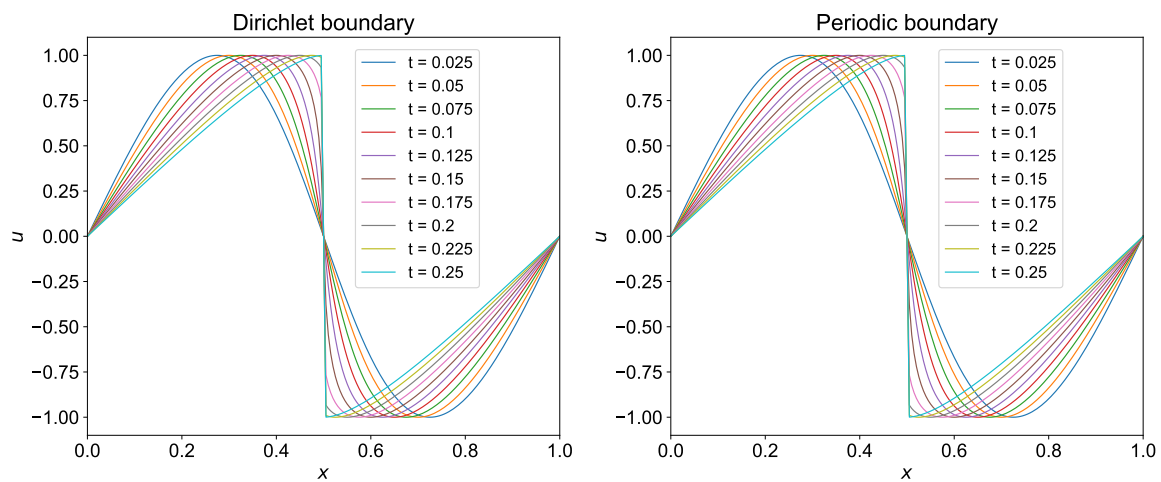 Dirichlet boundary
1.00
0.75
0.50
0.25
0.00
−0.25
−0.50
−0.75
−1.00
u
0.0 0.2 0.4 0.6 0.8 1.0
x
t = 0.025
t = 0.05
t = 0.075
t = 0.1
t = 0.125
t = 0.15
t = 0.175
t = 0.2
t = 0.225
t = 0.25
Periodic boundary
1.00
0.75
0.50
0.25
0.00
−0.25
−0.50
−0.75
−1.00
u
0.0 0.2 0.4 0.6 0.8 1.0
x
t = 0.025
t = 0.05
t = 0.075
t = 0.1
t = 0.125
t = 0.15
t = 0.175
t = 0.2
t = 0.225
t = 0.25